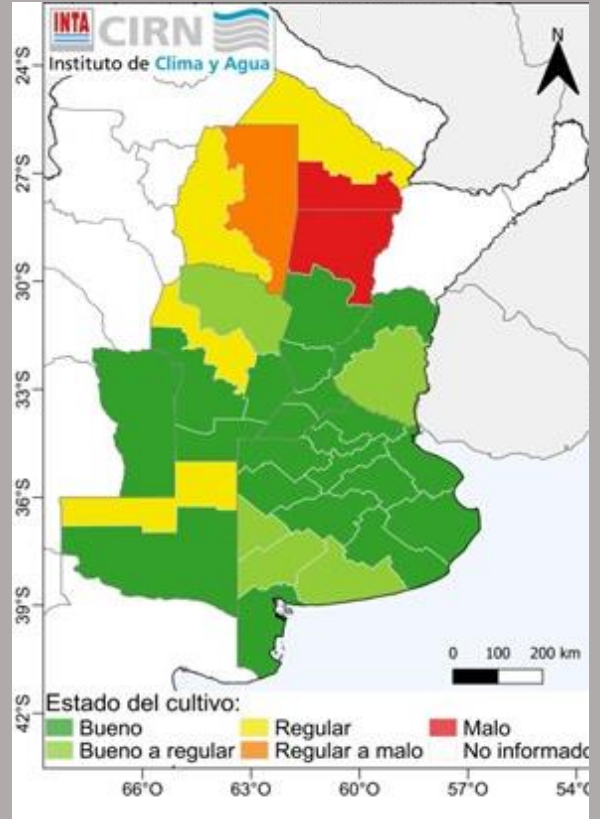 INTA CIRN
Instituto de Clima y Agua
N
24°S
27°S
30°S
33°S
36°S
39°S
42°S
0 100 200 km
Estado del cultivo:
Bueno Regular Malo
Bueno a regular Regular a malo No informado
66°O 63°O 60°O 57°O 54°O